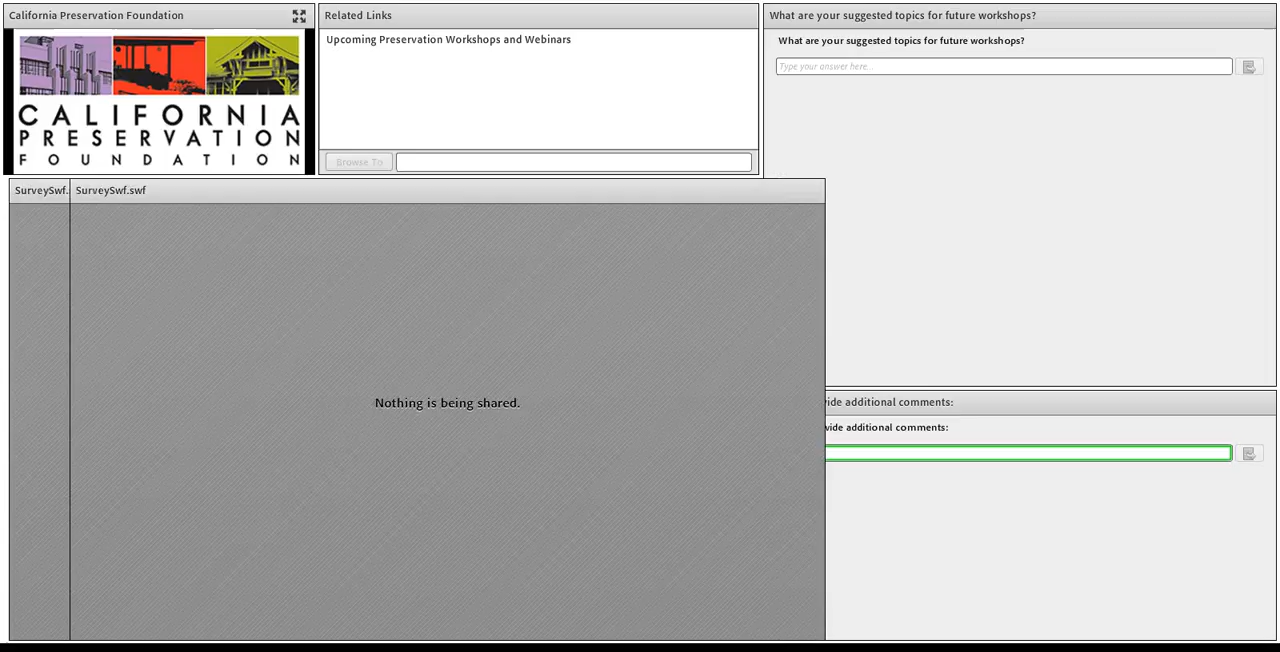 California Preservation Foundation
CALIFORNIA
PRESERVATION
FOUNDATION
Related Links
Upcoming Preservation Workshops and Webinars
Browse To
What are your suggested topics for future workshops?
What are your suggested topics for future workshops?
Type your answer here...
SurveySwf.
SurveySwf.swf
Nothing is being shared.
vide additional comments:
vide additional comments: